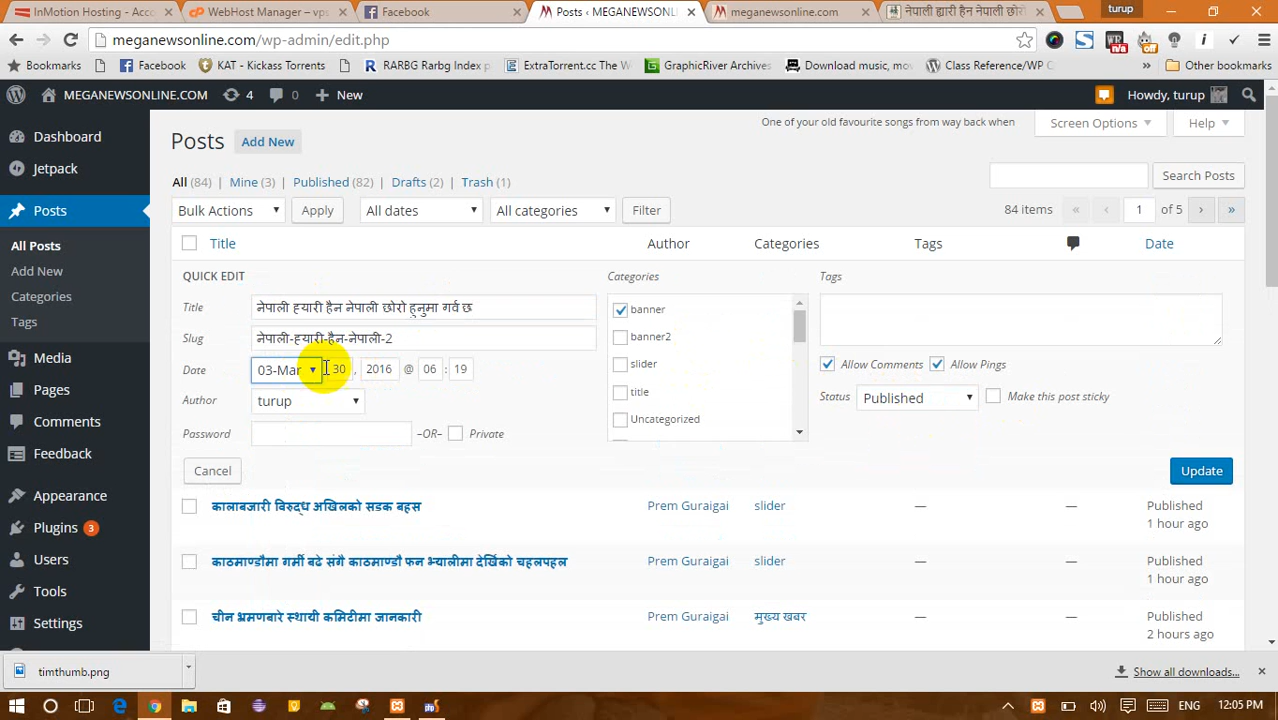 InMotion Hosting - Acco
WebHost Manager – vps
Facebook
Posts ‹ MEGANEWSONLIN
meganewsonline.com
नेपाली ह्यारी हैन नेपाली छोरो
turup
meganewsonline.com/wp-admin/edit.php
Bookmarks
Facebook
KAT - Kickass Torrents
RARBG Rarbg Index
ExtraTorrent.cc The W
GraphicRiver Archives
Download music, mo
Class Reference/WP C
»
Other bookmarks
MEGANEWSONLINE.COM
4
0
New
Howdy, turup
Dashboard
Jetpack
Posts
All Posts
Add New
Categories
Tags
Media
Pages
Comments
Feedback
Appearance
Plugins 3
Users
Tools
Settings
One of your old favourite songs from way back when
Screen Options
Help
Posts
Add New
All (84) | Mine (3) | Published (82) | Drafts (2) | Trash (1)
Search Posts
Bulk Actions
Apply
All dates
All categories
Filter
84 items « ‹ 1 of 5 › »
Title
Author
Categories
Tags
Date
QUICK EDIT
Title
नेपाली ह्यारी हैन नेपाली छोरो हुनुमा गर्व छ
Slug
नेपाली-ह्यारी-हैन-नेपाली-2
Date
03-Mar 30 , 2016 @ 06 : 19
Author
turup
Password
–OR– Private
Categories
banner
banner2
slider
title
Uncategorized
Tags
Allow Comments
Allow Pings
Status
Published
Make this post sticky
Cancel
Update
कालाबजारी विरुद्ध अखिलको सडक बहस
Prem Guraigai
slider
—
—
Published
1 hour ago
काठमाण्डौमा गर्मी बढे संगै काठमाण्डौ फन भ्यालीमा देखिंको चहलपहल
Prem Guraigai
slider
—
—
Published
1 hour ago
चीन भ्रमणबारे स्थायी कमिटीमा जानकारी
Prem Guraigai
मुख्य खबर
—
—
Published
2 hours ago
timthumb.png
Show all downloads...
ENG
12:05 PM